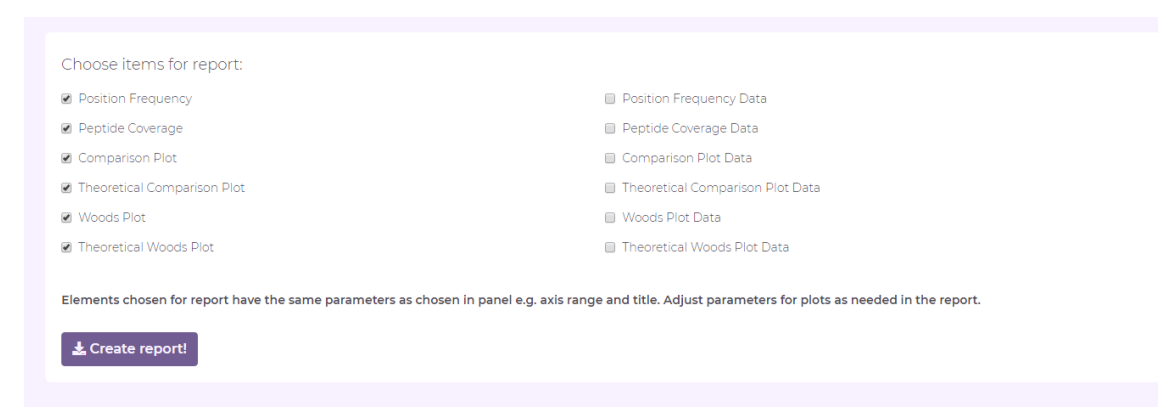 Choose items for report:
Position Frequency
Position Frequency Data
Peptide Coverage
Peptide Coverage Data
Comparison Plot
Comparison Plot Data
Theoretical Comparison Plot
Theoretical Comparison Plot Data
Woods Plot
Woods Plot Data
Theoretical Woods Plot
Theoretical Woods Plot Data
Elements chosen for report have the same parameters as chosen in panel e.g. axis range and title. Adjust parameters for plots as needed in the report.
Create report!